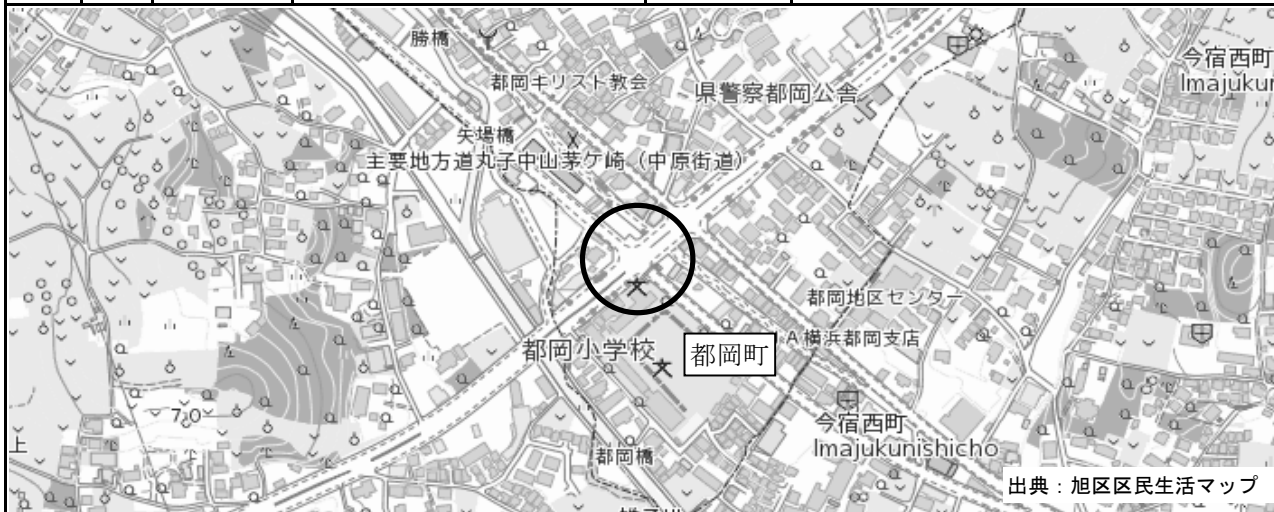 勝橋
今宿西町
都岡キリスト教会
県警察都岡公舎
矢場橋
主要地方道丸子中山茅ケ崎（中原街道）
都岡地区センター
A横浜都岡支店
都岡小学校
都岡町
70
今宿西町
Imajukunishicho
上
都岡橋
出典：旭区区民生活マップ